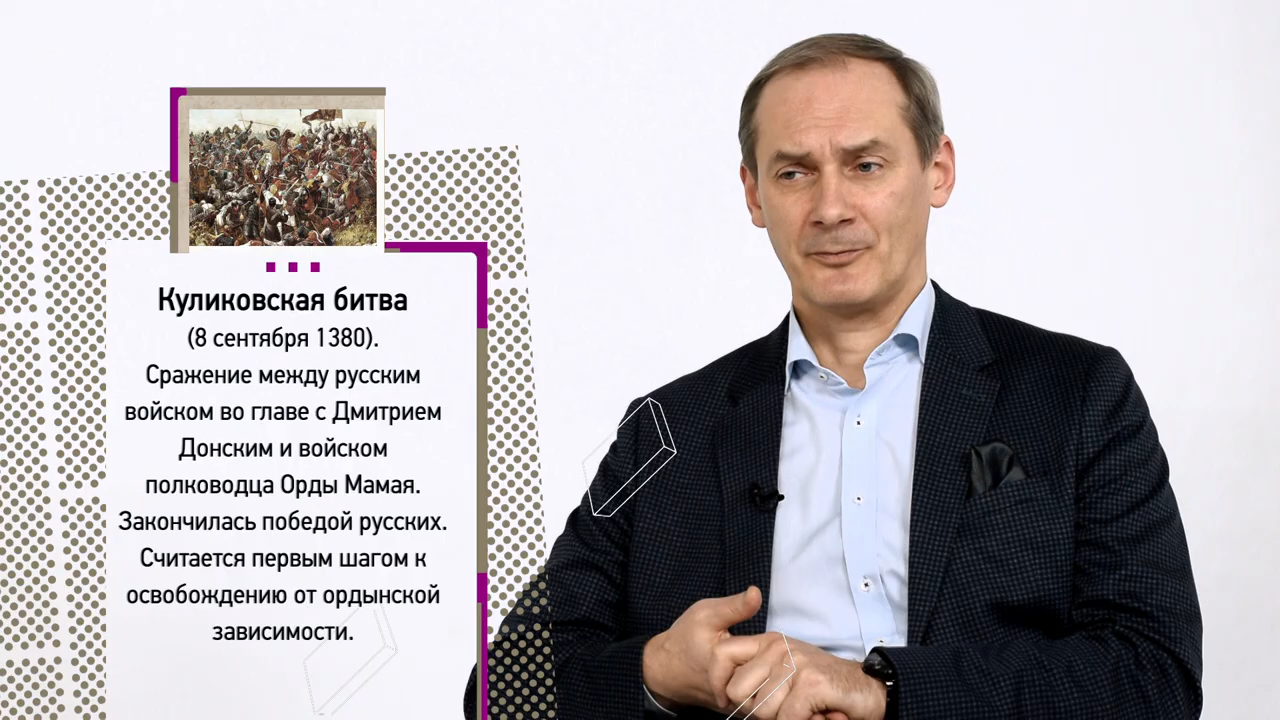 Куликовская битва
(8 сентября 1380).
Сражение между русским
войском во главе с Дмитрием
Донским и войском
полководца Орды Мамая.
Закончилась победой русских.
Считается первым шагом к
освобождению от ордынской
зависимости.